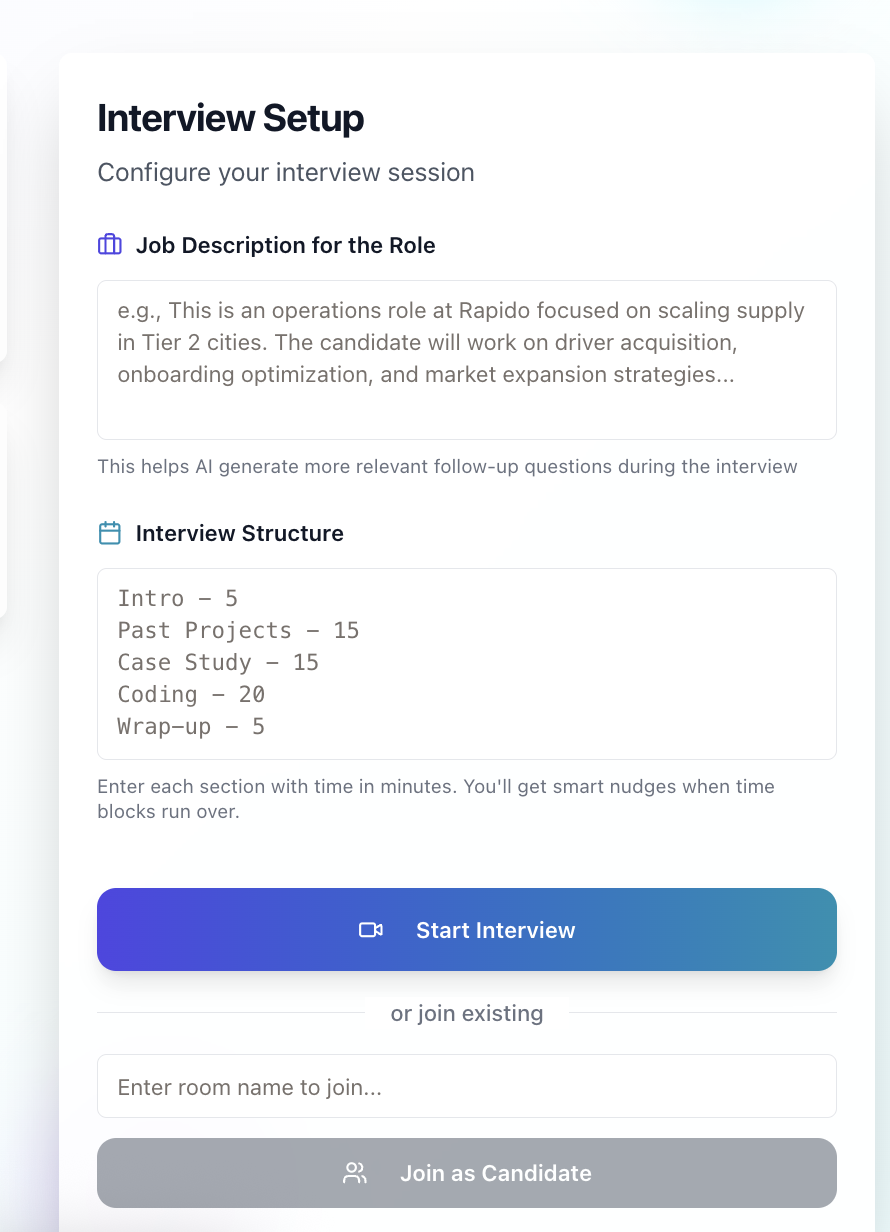 Interview Setup
Configure your interview session
Job Description for the Role
e.g., This is an operations role at Rapido focused on scaling supply
in Tier 2 cities. The candidate will work on driver acquisition,
onboarding optimization, and market expansion strategies...
This helps AI generate more relevant follow-up questions during the interview
Interview Structure
Intro – 5
Past Projects – 15
Case Study – 15
Coding – 20
Wrap-up – 5
Enter each section with time in minutes. You'll get smart nudges when time
blocks run over.
Start Interview
or join existing
Enter room name to join...
Join as Candidate